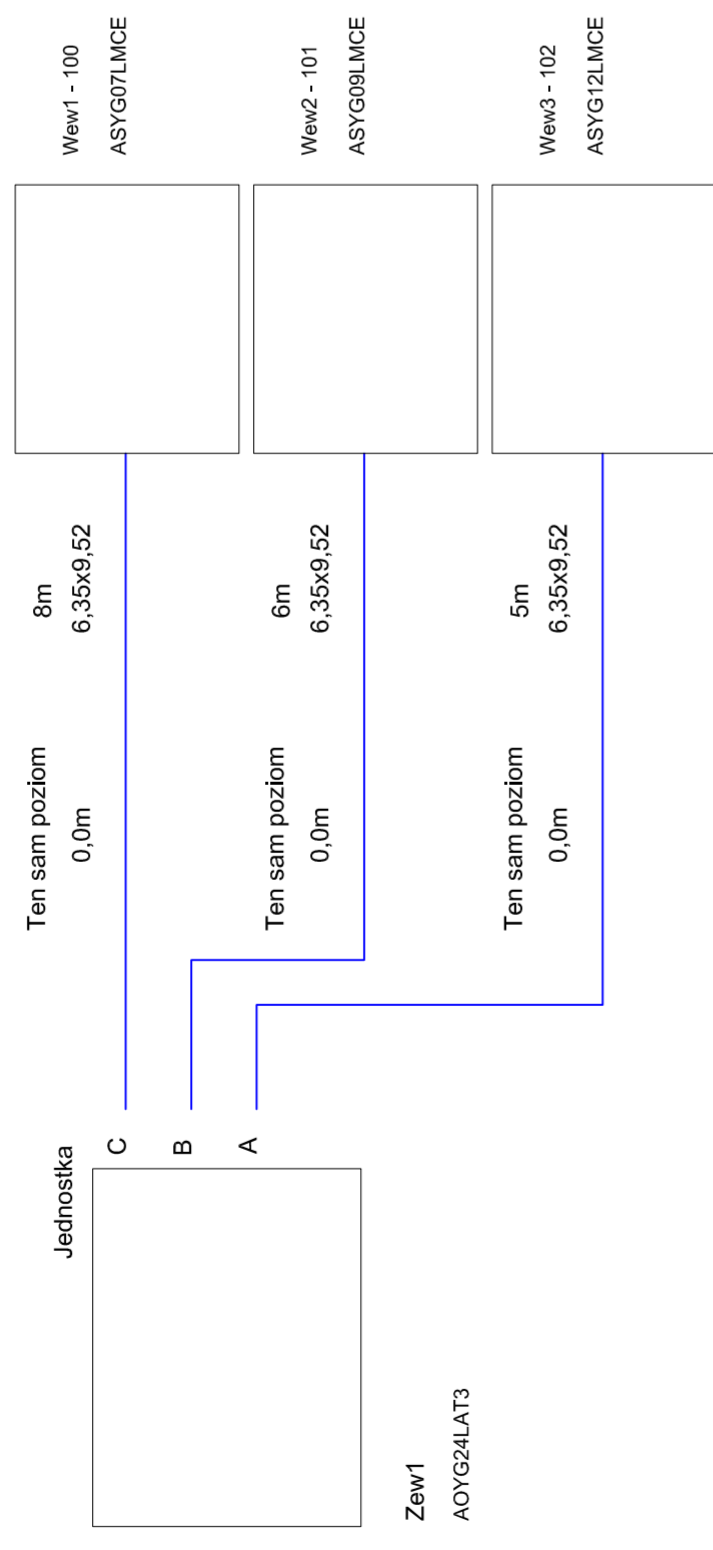 Wew1 - 100
ASYG07LMCE
8m
6,35x9,52
Ten sam poziom
0,0m
Wew2 - 101
ASYG09LMCE
6m
6,35x9,52
Ten sam poziom
0,0m
Wew3 - 102
ASYG12LMCE
5m
6,35x9,52
Ten sam poziom
0,0m
Jednostka
C
B
A
Zew1
AOYG24LAT3